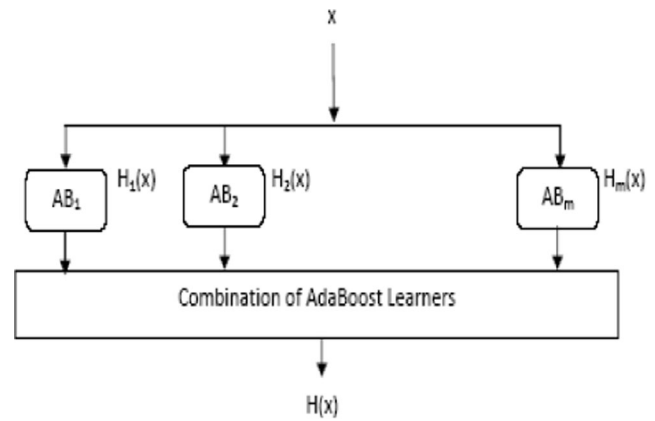 x
H₁(x)
AB₁
H₂(x)
AB₂
Hₘ(x)
ABₘ
Combination of AdaBoost Learners
H(x)